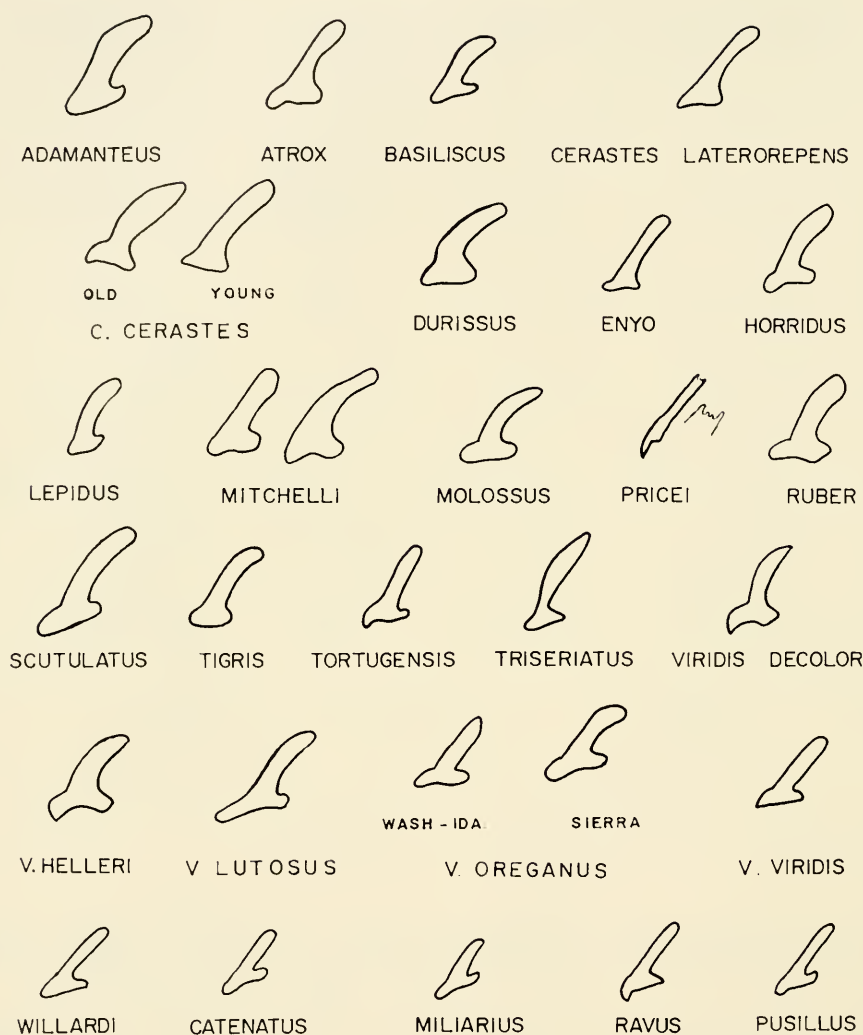 ADAMANTEUS ATROX BASILISCUS CERASTES LATEROREPENS
OLD YOUNG
C. CERASTES
DURISSUS ENYO HORRIDUS
LEPIDUS MITCHELLI MOLOSSUS PRICEI RUBER
SCUTULATUS TIGRIS TORTUGENSIS TRISERIATUS VIRIDIS DECOLOR
WASH-IDA. SIERRA
V. HELLERI V LUTOSUS V. OREGANUS V. VIRIDIS
WILLARDI CATENATUS MILIARIUS RAVUS PUSILLUS